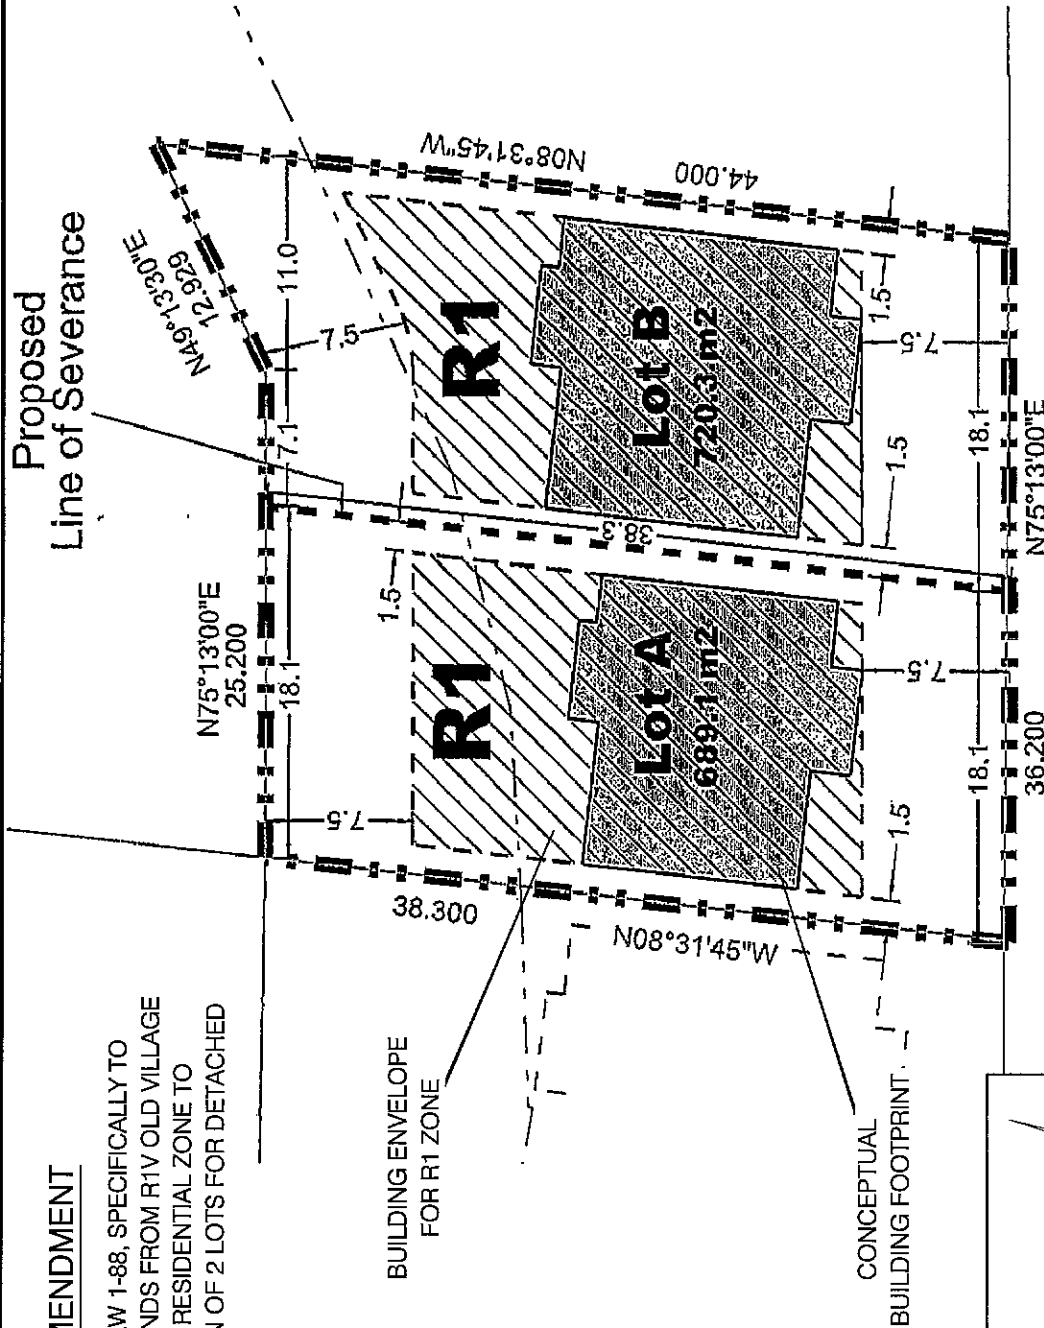 Proposed
Line of Severance
N49°13'30"E
12.929
11.0
7.5
7.1
N75°13'00"E
25.200
18.1
1.5
7.5
R1
R1
N08°31'45"W
44.000
38.3
Lot A
689.1 m2
Lot B
720.3 m2
38.300
N08°31'45"W
1.5
7.5
1.5
7.5
1.5
18.1
18.1
36.200
N75°13'00"E
MENDMENT
W 1-88, SPECIFICALLY TO
NDS FROM R1V OLD VILLAGE
RESIDENTIAL ZONE TO
N OF 2 LOTS FOR DETACHED
BUILDING ENVELOPE
FOR R1 ZONE
CONCEPTUAL
BUILDING FOOTPRINT